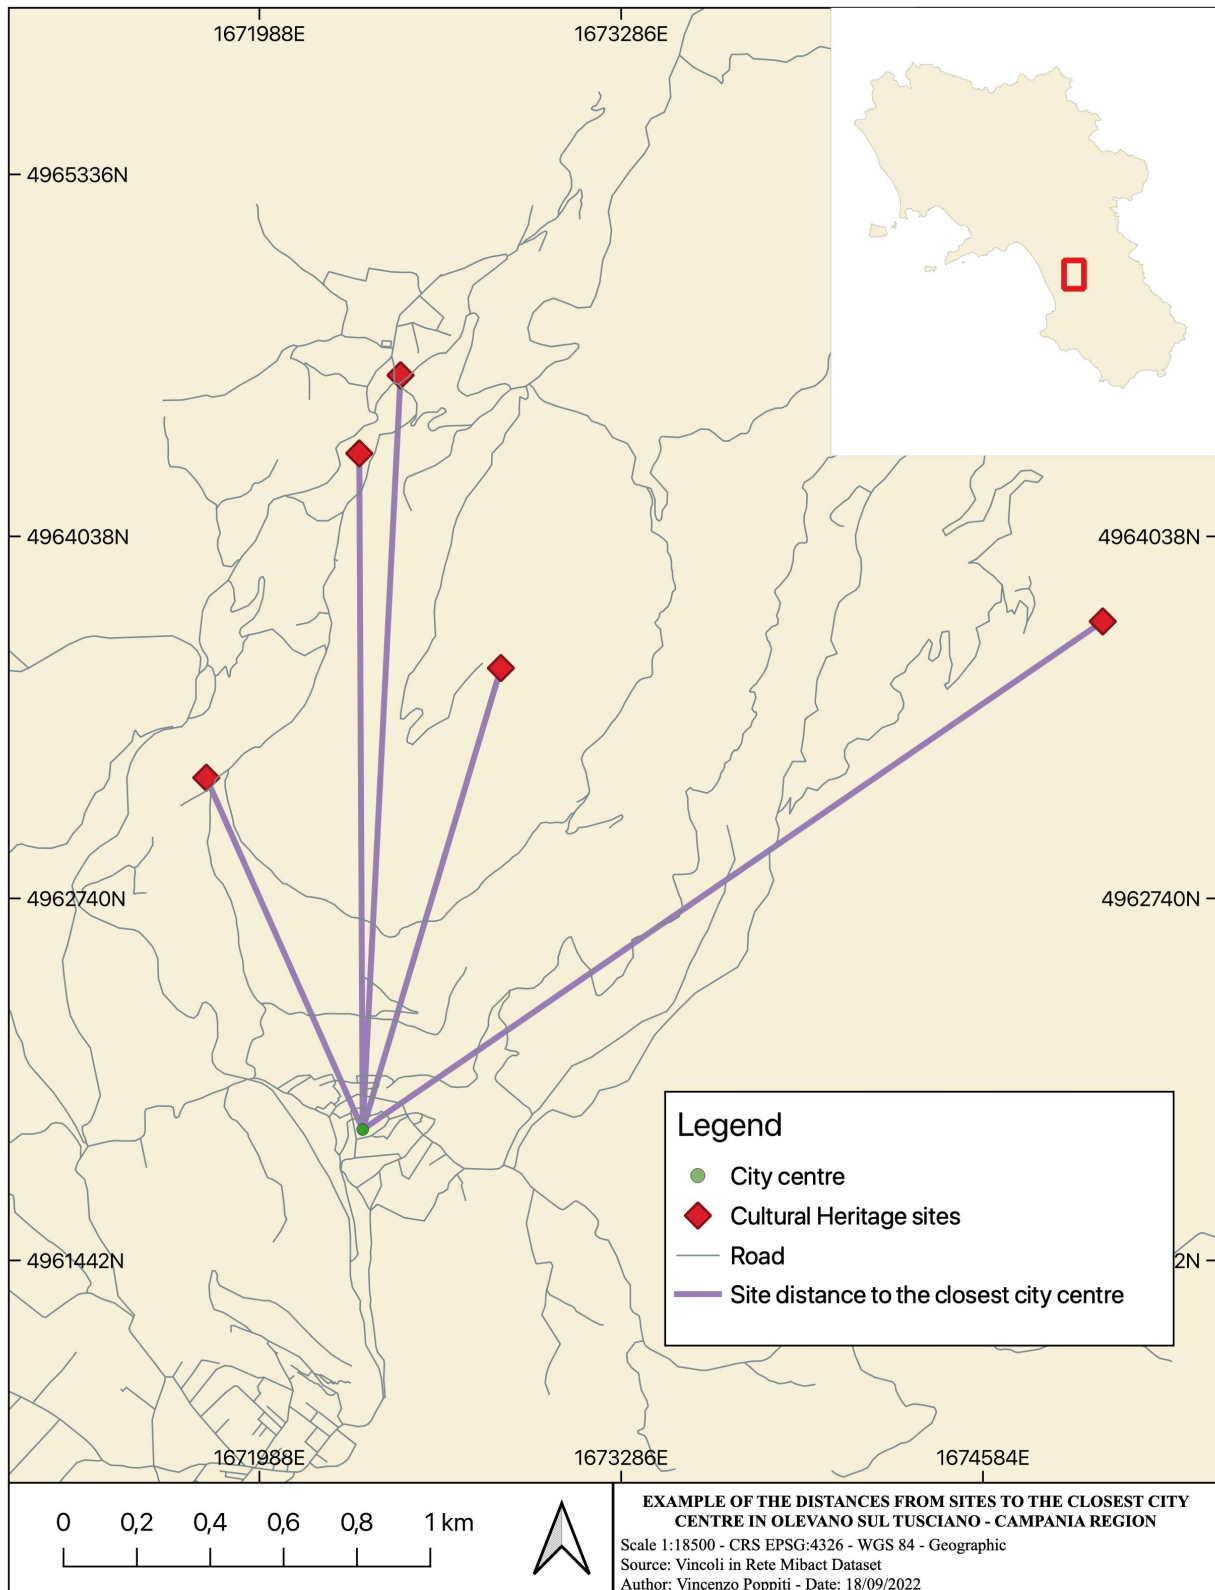 1671988E 1673286E
4965336N
4964038N 4964038N
4962740N 4962740N
Legend
City centre
Cultural Heritage sites
Road
Site distance to the closest city centre
4961442N 2N
1671988E 1673286E 1674584E
0 0,2 0,4 0,6 0,8 1 km
EXAMPLE OF THE DISTANCES FROM SITES TO THE CLOSEST CITY
CENTRE IN OLEVANO SUL TUSCIANO - CAMPANIA REGION
Scale 1:18500 - CRS EPSG:4326 - WGS 84 - Geographic
Source: Vincoli in Rete Mibact Dataset
Author: Vincenzo Poppiti - Date: 18/09/2022